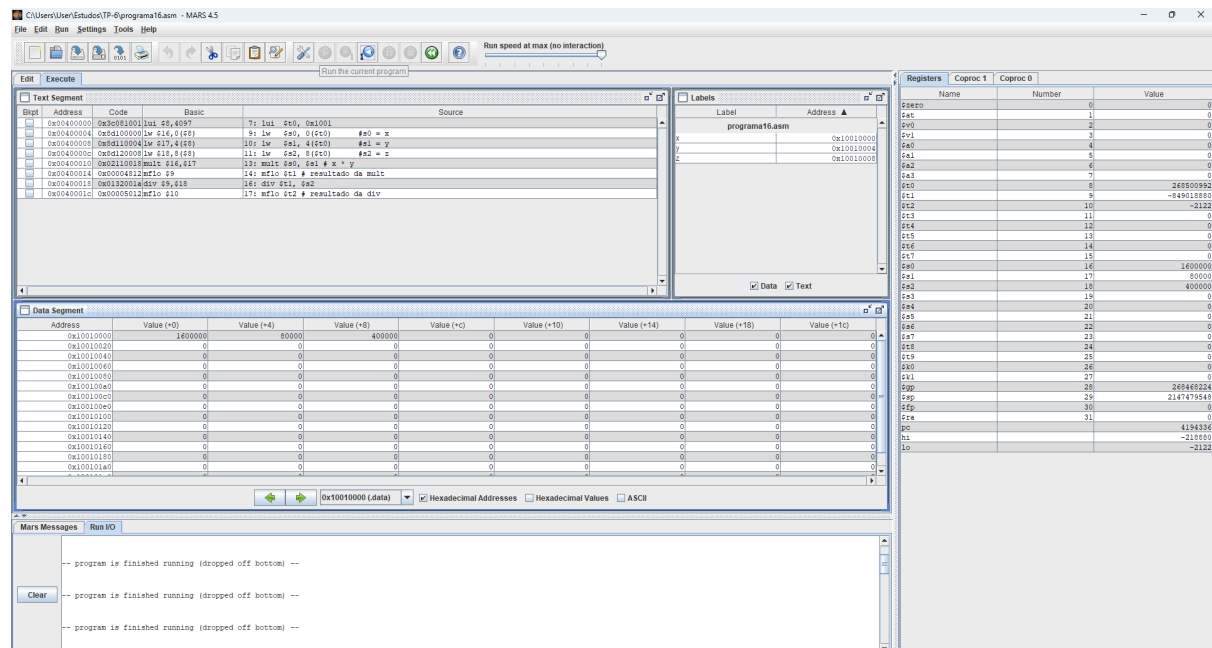 C:\Users\User\Estudos\TP-6\programa16.asm - MARS 4.5
File Edit Run Settings Tools Help
Run speed at max (no interaction)
Run the current program
Edit Execute
Text Segment
Bkpt Address Code Basic Source
0x00400000 0x3c081001 lui $8,4097 7: lui $t0, 0x1001
0x00400004 0x8d100000 lw $16,0($8) 9: lw $s0, 0($t0) #s0 = x
0x00400008 0x8d110004 lw $17,4($8) 10: lw $s1, 4($t0) #s1 = y
0x0040000c 0x8d120008 lw $18,8($8) 11: lw $s2, 8($t0) #s2 = z
0x00400010 0x02110018 mult $16,$17 13: mult $s0, $s1 # x * y
0x00400014 0x00004812 mflo $9 14: mflo $t1 # resultado da mult
0x00400018 0x0132001a div $9,$18 16: div $t1, $s2
0x0040001c 0x00005012 mflo $10 17: mflo $t2 # resultado da div
Labels
Label Address ▲
programa16.asm
x 0x10010000
y 0x10010004
z 0x10010008
Data Text
Data Segment
Address Value (+0) Value (+4) Value (+8) Value (+c) Value (+10) Value (+14) Value (+18) Value (+1c)
0x10010000 1600000 80000 400000 0 0 0 0 0
0x10010020 0 0 0 0 0 0 0 0
0x10010040 0 0 0 0 0 0 0 0
0x10010060 0 0 0 0 0 0 0 0
0x10010080 0 0 0 0 0 0 0 0
0x100100a0 0 0 0 0 0 0 0 0
0x100100c0 0 0 0 0 0 0 0 0
0x100100e0 0 0 0 0 0 0 0 0
0x10010100 0 0 0 0 0 0 0 0
0x10010120 0 0 0 0 0 0 0 0
0x10010140 0 0 0 0 0 0 0 0
0x10010160 0 0 0 0 0 0 0 0
0x10010180 0 0 0 0 0 0 0 0
0x100101a0 0 0 0 0 0 0 0 0
0x10010000 (.data) Hexadecimal Addresses Hexadecimal Values ASCII
Mars Messages Run I/O
-- program is finished running (dropped off bottom) --
Clear
-- program is finished running (dropped off bottom) --
-- program is finished running (dropped off bottom) --
Registers Coproc 1 Coproc 0
Name Number Value
$zero 0 0
$at 1 0
$v0 2 0
$v1 3 0
$a0 4 0
$a1 5 0
$a2 6 0
$a3 7 0
$t0 8 268500992
$t1 9 -849018880
$t2 10 -2122
$t3 11 0
$t4 12 0
$t5 13 0
$t6 14 0
$t7 15 0
$s0 16 1600000
$s1 17 80000
$s2 18 400000
$s3 19 0
$s4 20 0
$s5 21 0
$s6 22 0
$s7 23 0
$t8 24 0
$t9 25 0
$k0 26 0
$k1 27 0
$gp 28 268468224
$sp 29 2147479548
$fp 30 0
$ra 31 0
pc 4194336
hi -218880
lo -2122